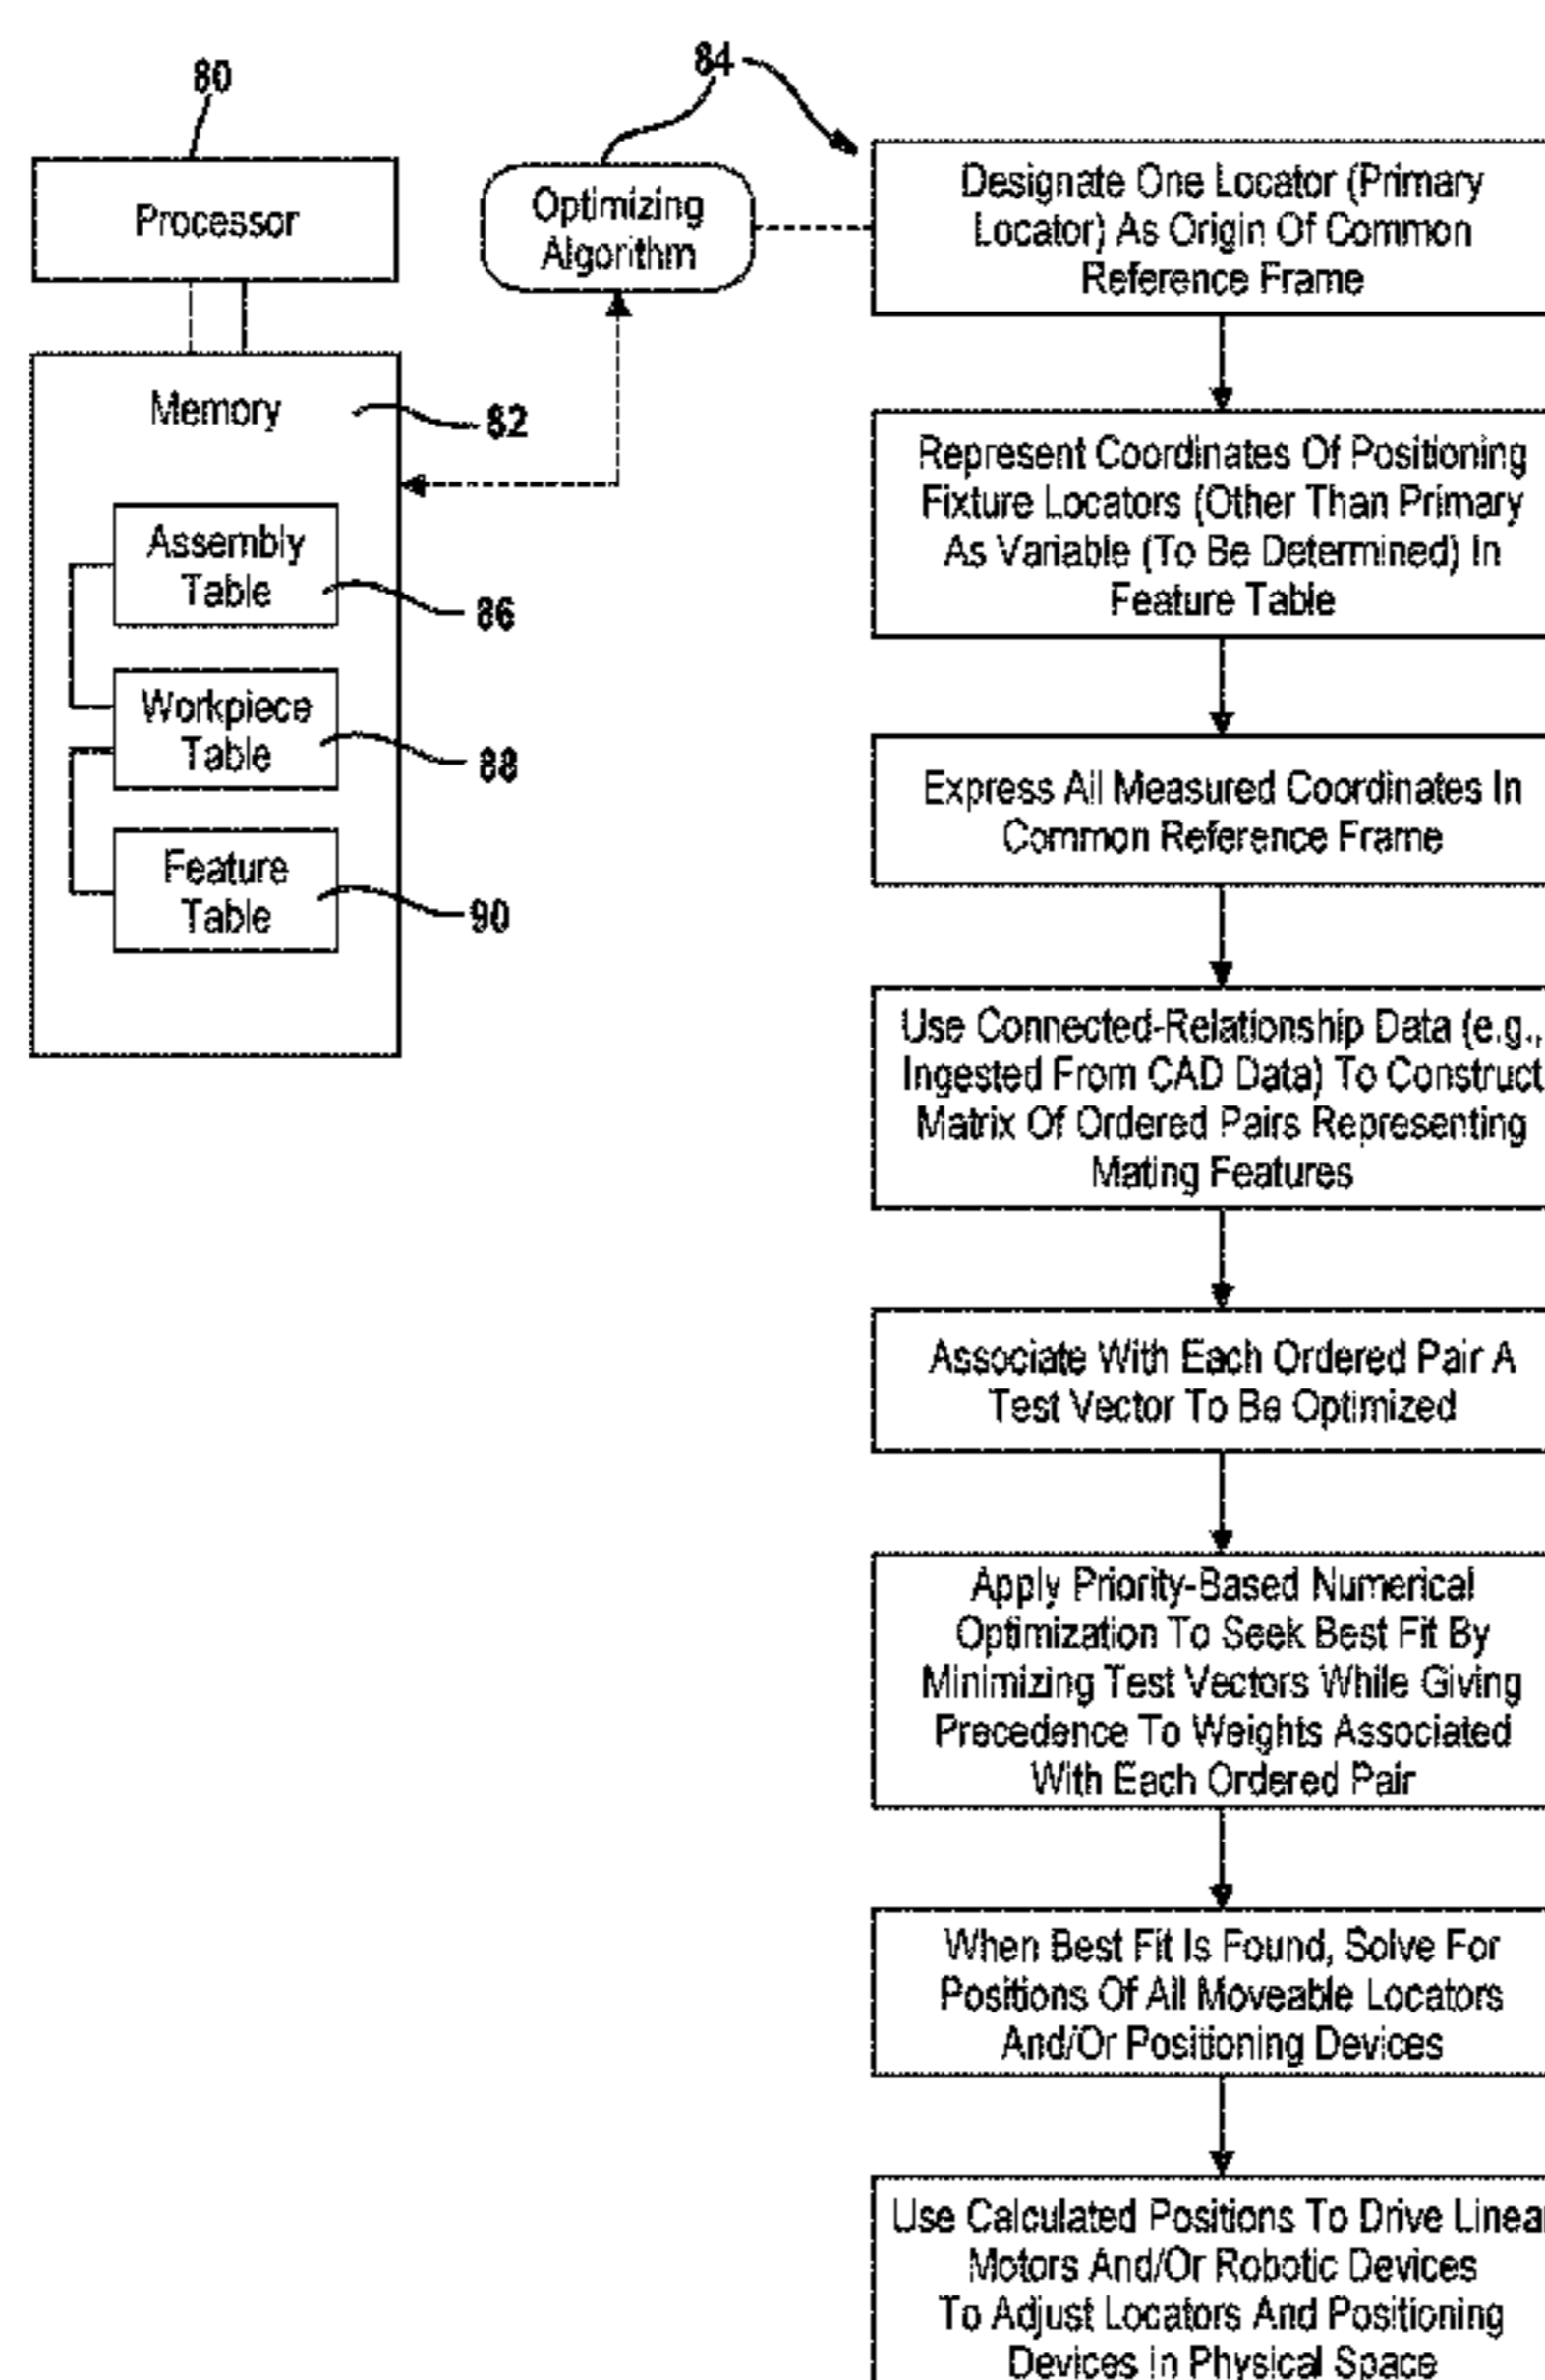 80
Processor
Memory
82
Assembly
Table
86
Workpiece
Table
88
Feature
Table
90
84
Optimizing
Algorithm
Designate One Locator (Primary
Locator) As Origin Of Common
Reference Frame
Represent Coordinates Of Positioning
Fixture Locators (Other Than Primary
As Variable (To Be Determined) In
Feature Table
Express All Measured Coordinates In
Common Reference Frame
Use Connected-Relationship Data (e.g.,
Ingested From CAD Data) To Construct
Matrix Of Ordered Pairs Representing
Mating Features
Associate With Each Ordered Pair A
Test Vector To Be Optimized
Apply Priority-Based Numerical
Optimization To Seek Best Fit By
Minimizing Test Vectors While Giving
Precedence To Weights Associated
With Each Ordered Pair
When Best Fit Is Found, Solve For
Positions Of All Moveable Locators
And/Or Positioning Devices
Use Calculated Positions To Drive Linear
Motors And/Or Robotic Devices
To Adjust Locators And Positioning
Devices in Physical Space